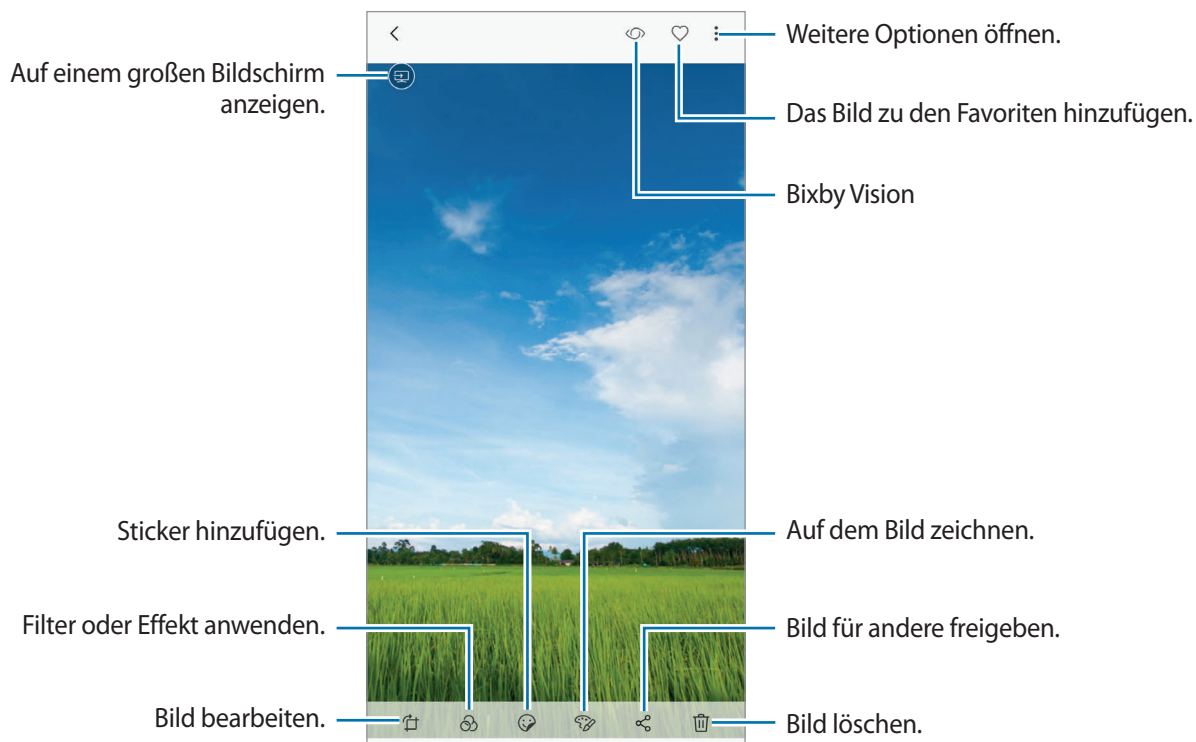 Weitere Optionen öffnen.
Auf einem großen Bildschirm
anzeigen.
Das Bild zu den Favoriten hinzufügen.
Bixby Vision
Sticker hinzufügen.
Auf dem Bild zeichnen.
Filter oder Effekt anwenden.
Bild für andere freigeben.
Bild bearbeiten.
Bild löschen.